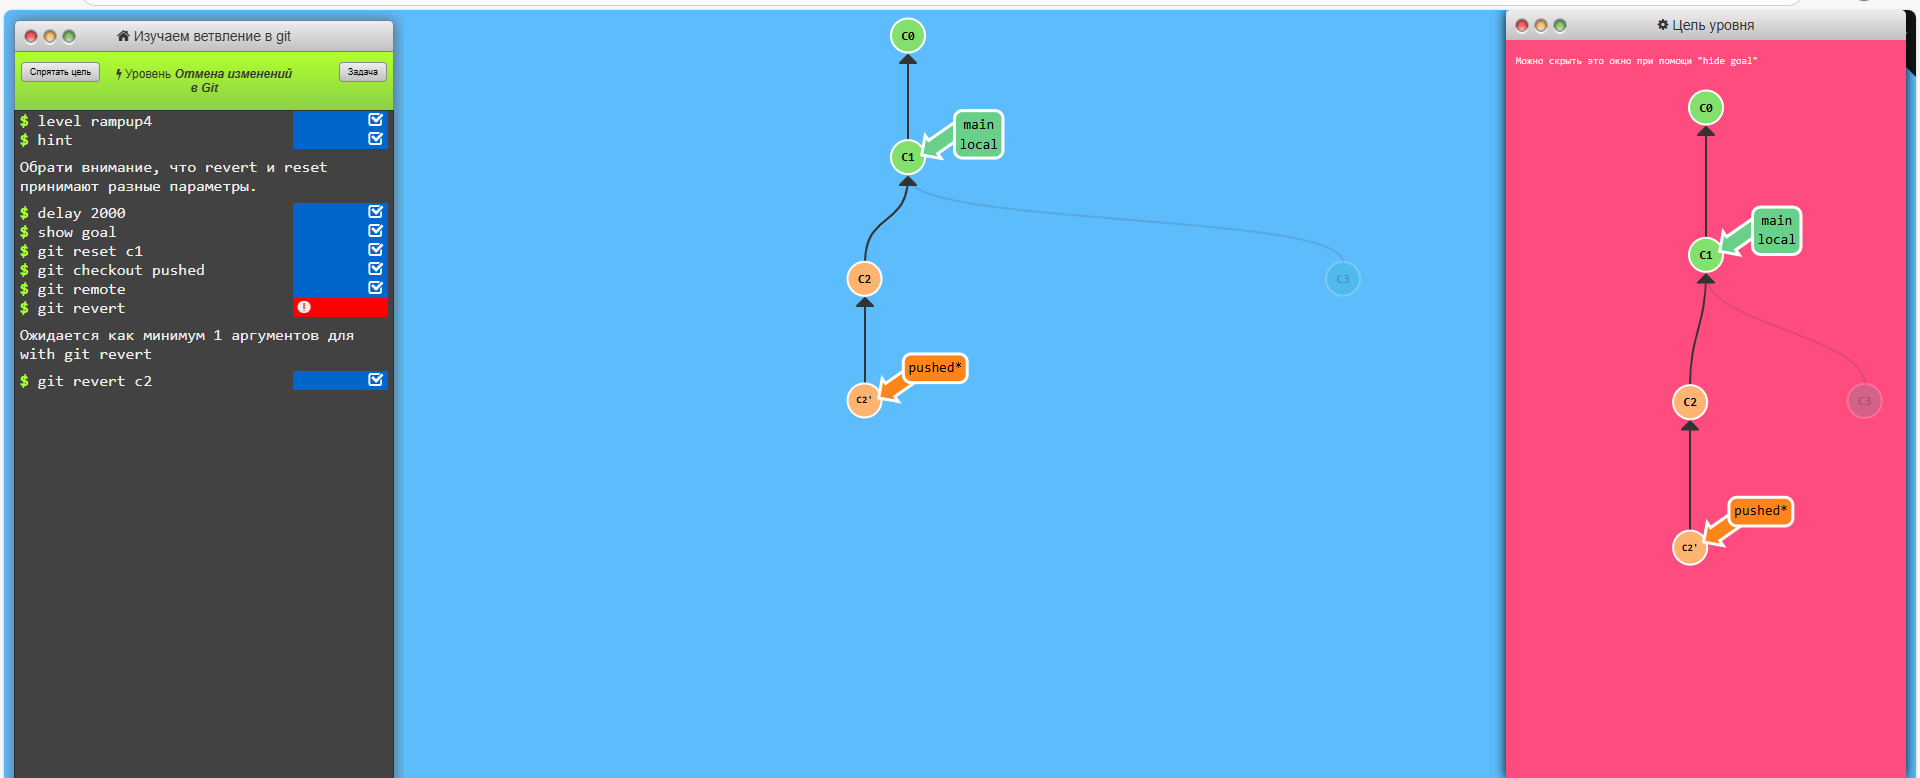 Изучаем ветвление в git
Спрятать цель
Уровень Отмена изменений
в Git
Задача
$ level rampup4
$ hint
Обрати внимание, что revert и reset
принимают разные параметры.
$ delay 2000
$ show goal
$ git reset c1
$ git checkout pushed
$ git remote
$ git revert
Ожидается как минимум 1 аргументов для
with git revert
$ git revert c2
C0
main
local
C1
C2
C3
pushed*
C2'
Цель уровня
Можно скрыть это окно при помощи "hide goal"
C0
main
local
C1
C2
C3
pushed*
C2'